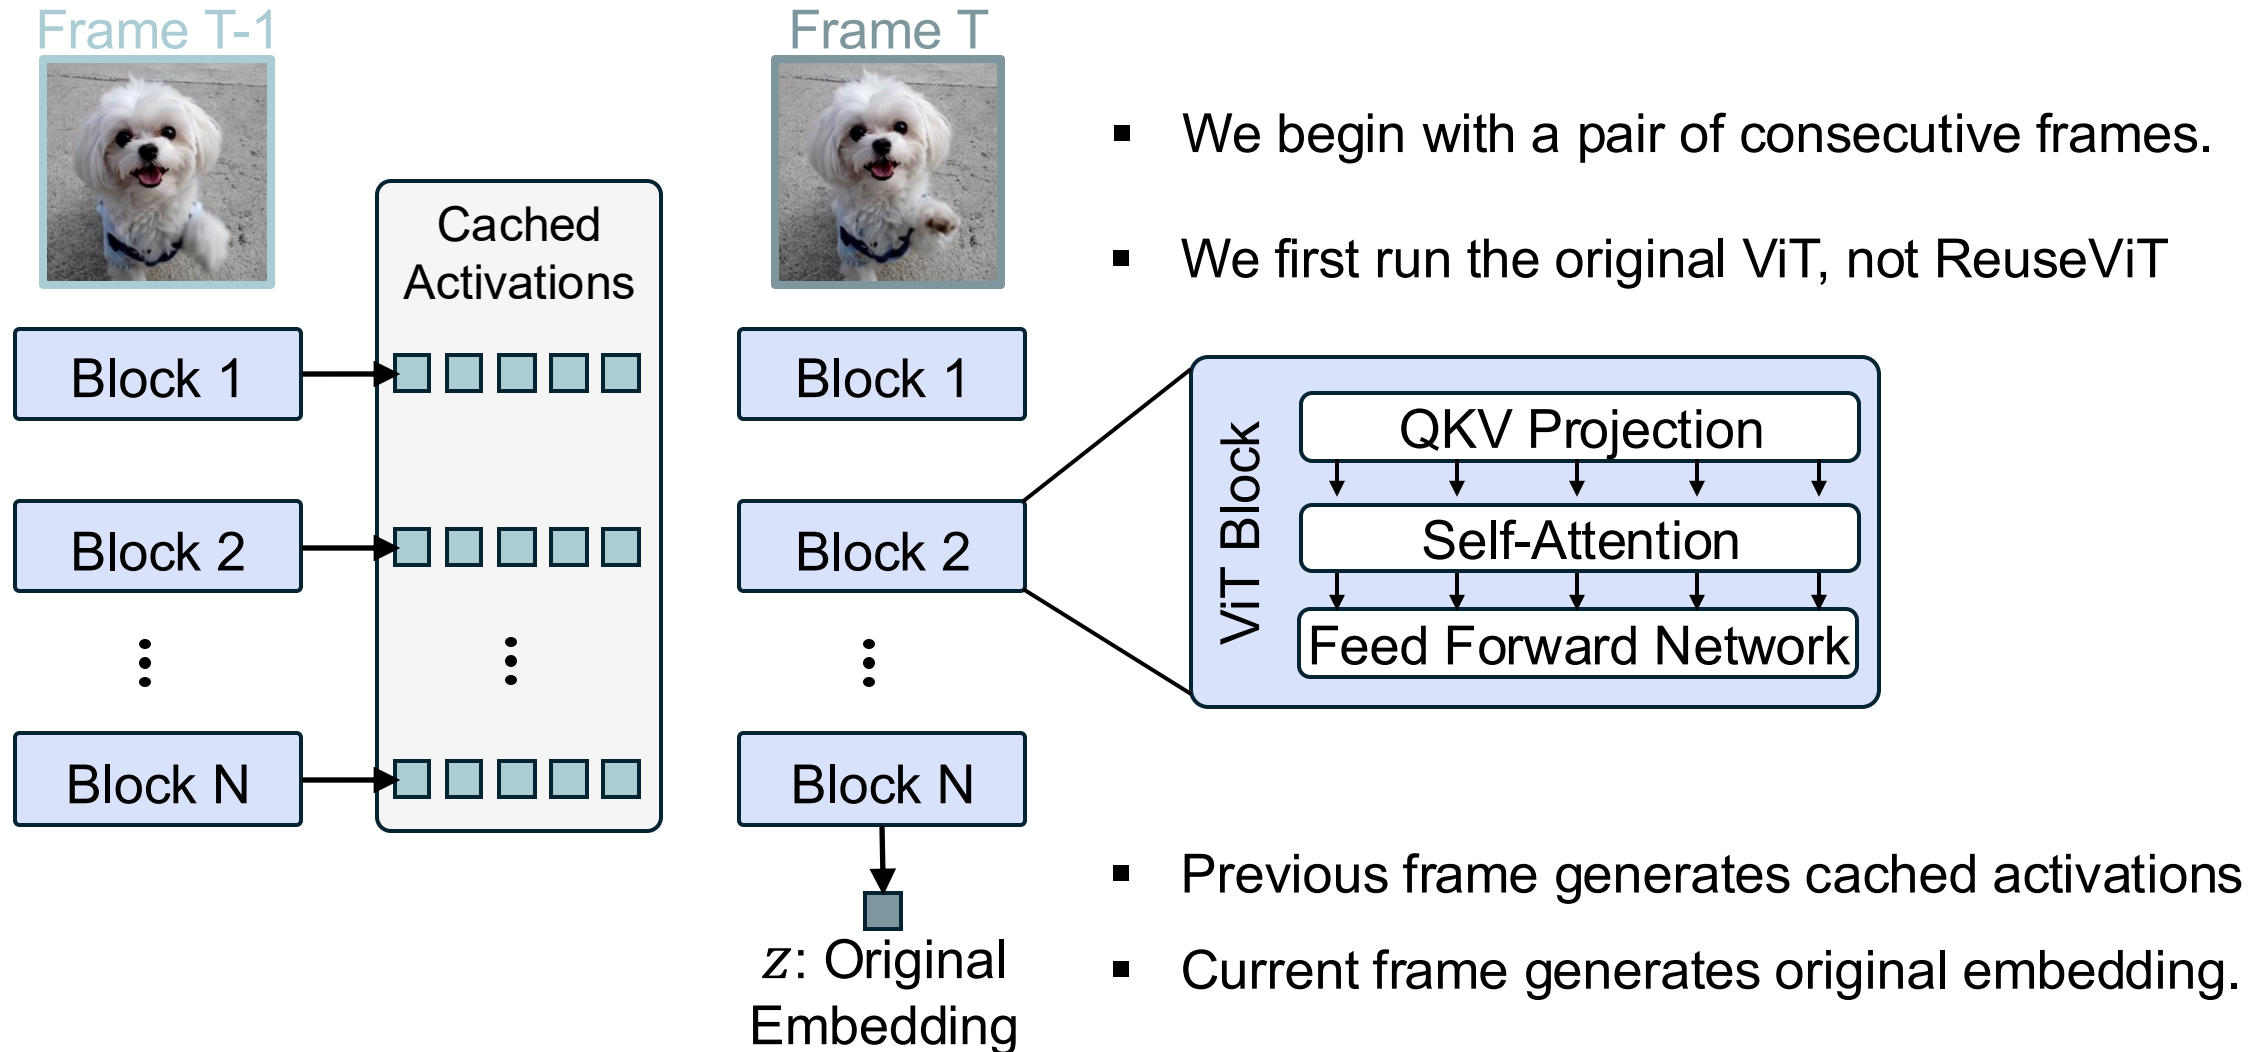 Frame T-1
Frame T
We begin with a pair of consecutive frames.
We first run the original ViT, not ReuseViT
Cached
Activations
Block 1
Block 2
Block N
Block 1
Block 2
Block N
ViT Block
QKV Projection
Self-Attention
Feed Forward Network
z: Original
Embedding
Previous frame generates cached activations
Current frame generates original embedding.